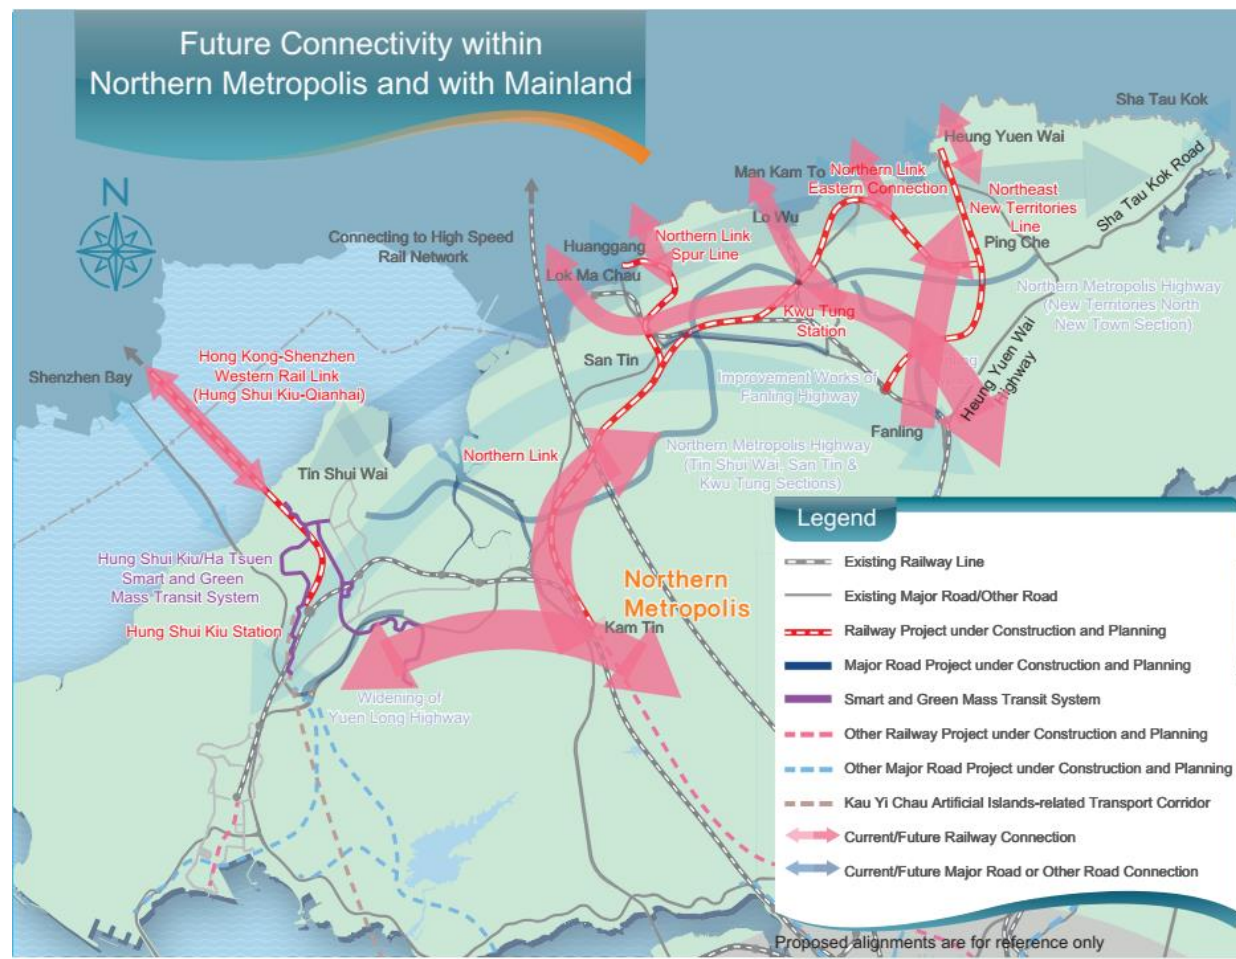 Future Connectivity within
Northern Metropolis and with Mainland
N
Sha Tau Kok
Heung Yuen Wai
Sha Tau Kok Road
Man Kam To
Northern Link
Eastern Connection
Northeast
New Territories
Line
Lo Wu
Ping Che
Connecting to High Speed
Rail Network
Huanggang
Northern Link
Spur Line
Lok Ma Chau
Northern Metropolis Highway
(New Territories North
New Town Section)
Kwu Tung
Station
Heung Yuen Wai
Highway
Hong Kong-Shenzhen
Western Rail Link
(Hung Shui Kiu-Qianhai)
Shenzhen Bay
San Tin
Improvement Works of
Fanling Highway
Fanling
Northern Link
Northern Metropolis Highway
(Tin Shui Wai, San Tin &
Kwu Tung Sections)
Tin Shui Wai
Hung Shui Kiu/Ha Tsuen
Smart and Green
Mass Transit System
Hung Shui Kiu Station
Northern
Metropolis
Kam Tin
Widening of
Yuen Long Highway
Legend
Existing Railway Line
Existing Major Road/Other Road
Railway Project under Construction and Planning
Major Road Project under Construction and Planning
Smart and Green Mass Transit System
Other Railway Project under Construction and Planning
Other Major Road Project under Construction and Planning
Kau Yi Chau Artificial Islands-related Transport Corridor
Current/Future Railway Connection
Current/Future Major Road or Other Road Connection
Proposed alignments are for reference only